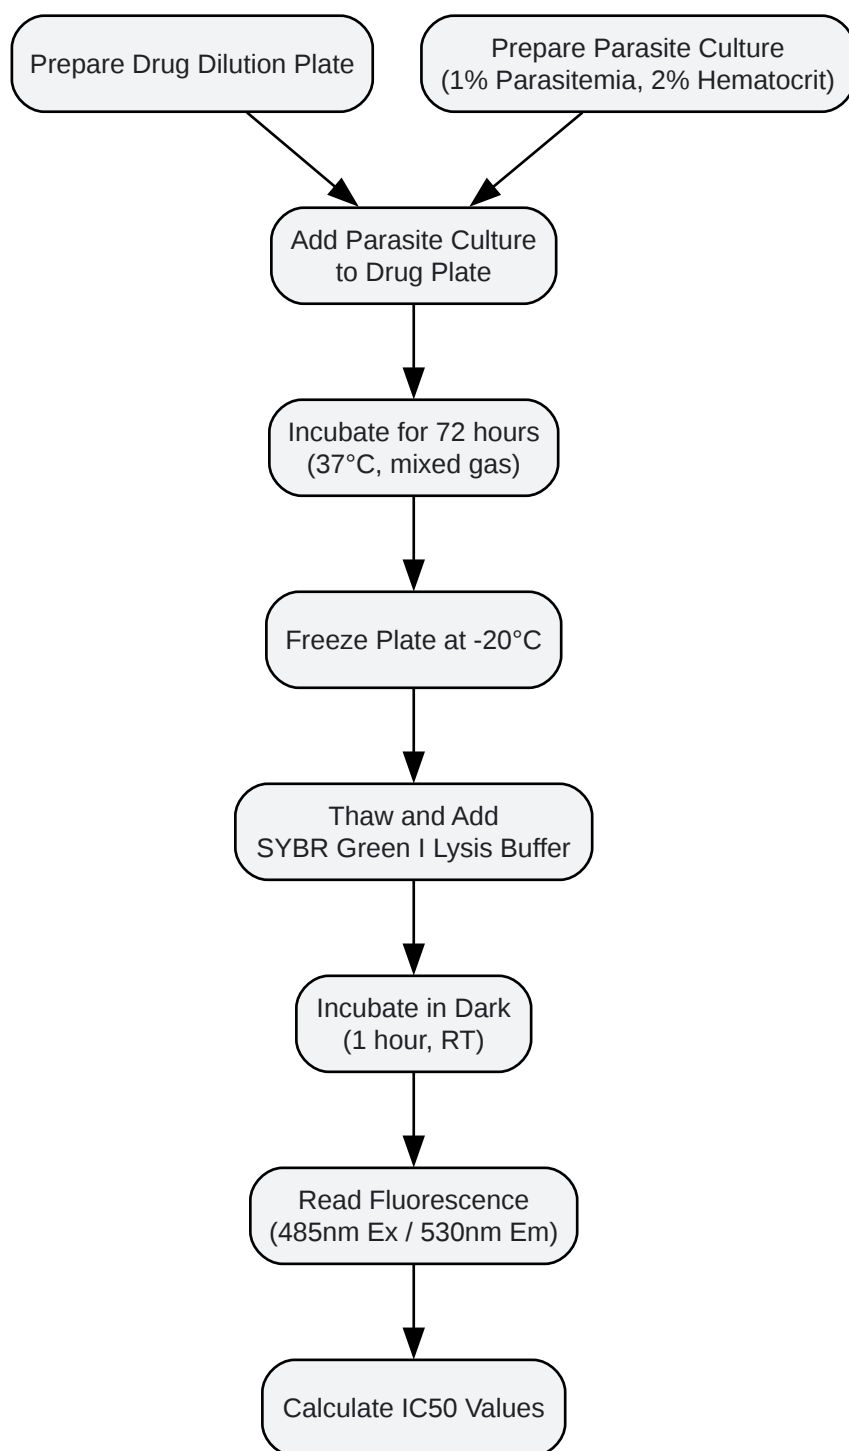 Prepare Drug Dilution Plate
Prepare Parasite Culture
(1% Parasitemia, 2% Hematocrit)
Add Parasite Culture
to Drug Plate
Incubate for 72 hours
(37°C, mixed gas)
Freeze Plate at -20°C
Thaw and Add
SYBR Green I Lysis Buffer
Incubate in Dark
(1 hour, RT)
Read Fluorescence
(485nm Ex / 530nm Em)
Calculate IC50 Values